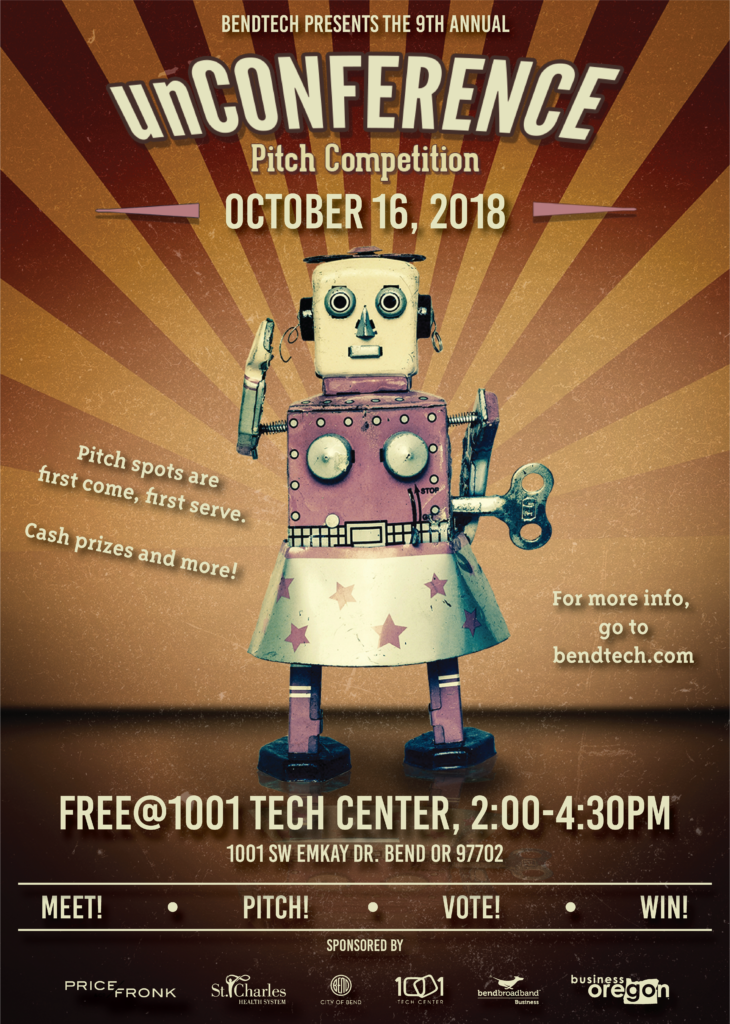 BENDTECH PRESENTS THE 9TH ANNUAL
unCONFERENCE
Pitch Competition
OCTOBER 16, 2018
STOP
Pitch spots are
first come, first serve.
Cash prizes and more!
For more info,
go to
bendtech.com
FREE@1001 TECH CENTER, 2:00-4:30PM
1001 SW EMKAY DR. BEND OR 97702
MEET! • PITCH! • VOTE! • WIN!
SPONSORED BY
PRICE FRONK
St. Charles
HEALTH SYSTEM
BEND
CITY OF BEND
1001
TECH CENTER
bendbroadband
Business
business
oregon